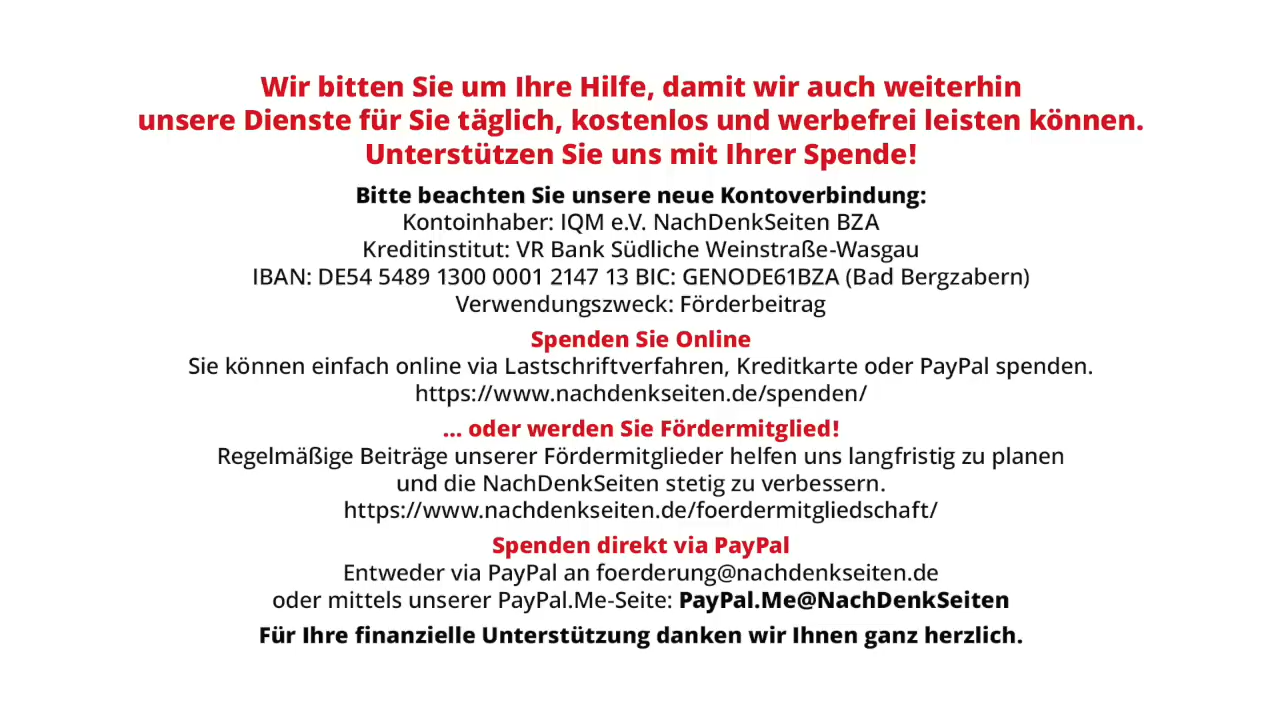 Wir bitten Sie um Ihre Hilfe, damit wir auch weiterhin
unsere Dienste für Sie täglich, kostenlos und werbefrei leisten können.
Unterstützen Sie uns mit Ihrer Spende!
Bitte beachten Sie unsere neue Kontoverbindung:
Kontoinhaber: IQM e.V. NachDenkSeiten BZA
Kreditinstitut: VR Bank Südliche Weinstraße-Wasgau
IBAN: DE54 5489 1300 0001 2147 13 BIC: GENODE61BZA (Bad Bergzabern)
Verwendungszweck: Förderbeitrag
Spenden Sie Online
Sie können einfach online via Lastschriftverfahren, Kreditkarte oder PayPal spenden.
https://www.nachdenkseiten.de/spenden/
... oder werden Sie Fördermitglied!
Regelmäßige Beiträge unserer Fördermitglieder helfen uns langfristig zu planen
und die NachDenkSeiten stetig zu verbessern.
https://www.nachdenkseiten.de/foerdermitgliedschaft/
Spenden direkt via PayPal
Entweder via PayPal an foerderung@nachdenkseiten.de
oder mittels unserer PayPal.Me-Seite: PayPal.Me@NachDenkSeiten
Für Ihre finanzielle Unterstützung danken wir Ihnen ganz herzlich.